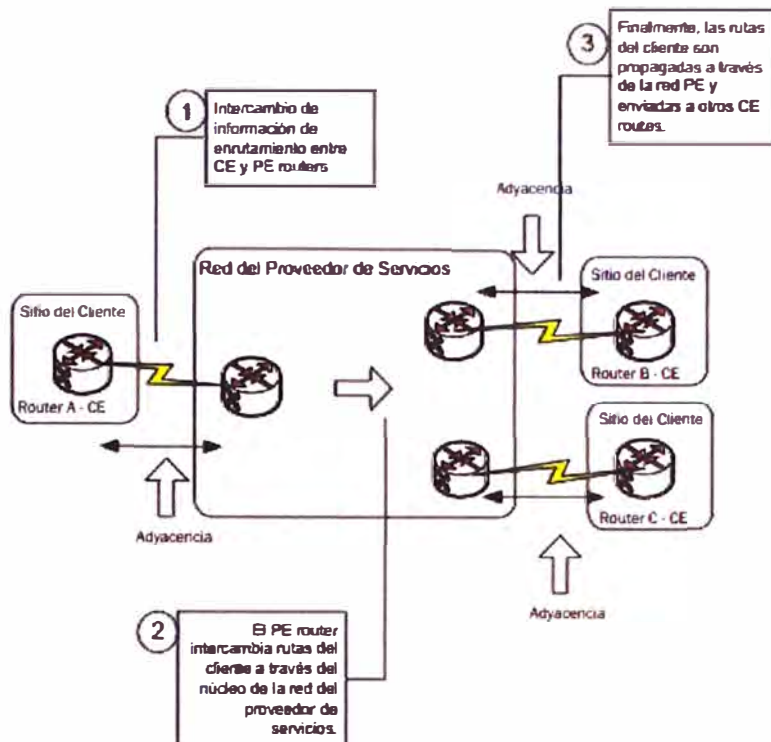 3
Finalmente, las rutas
del cliente son
propagadas a través
de la red PE y
enviadas a otros CE
routes.
1
Intercambio de
información de
enrutamiento entre
CE y PE routers
Adyacencia
Red del Proveedor de Servicios
Sitio del Cliente
Router A - CE
Sitio del Cliente
Router B - CE
Sitio del Cliente
Router C - CE
Adyacencia
Adyacencia
2
El PE router
intercambia rutas del
cliente a través del
núcleo de la red del
proveedor de
servicios.